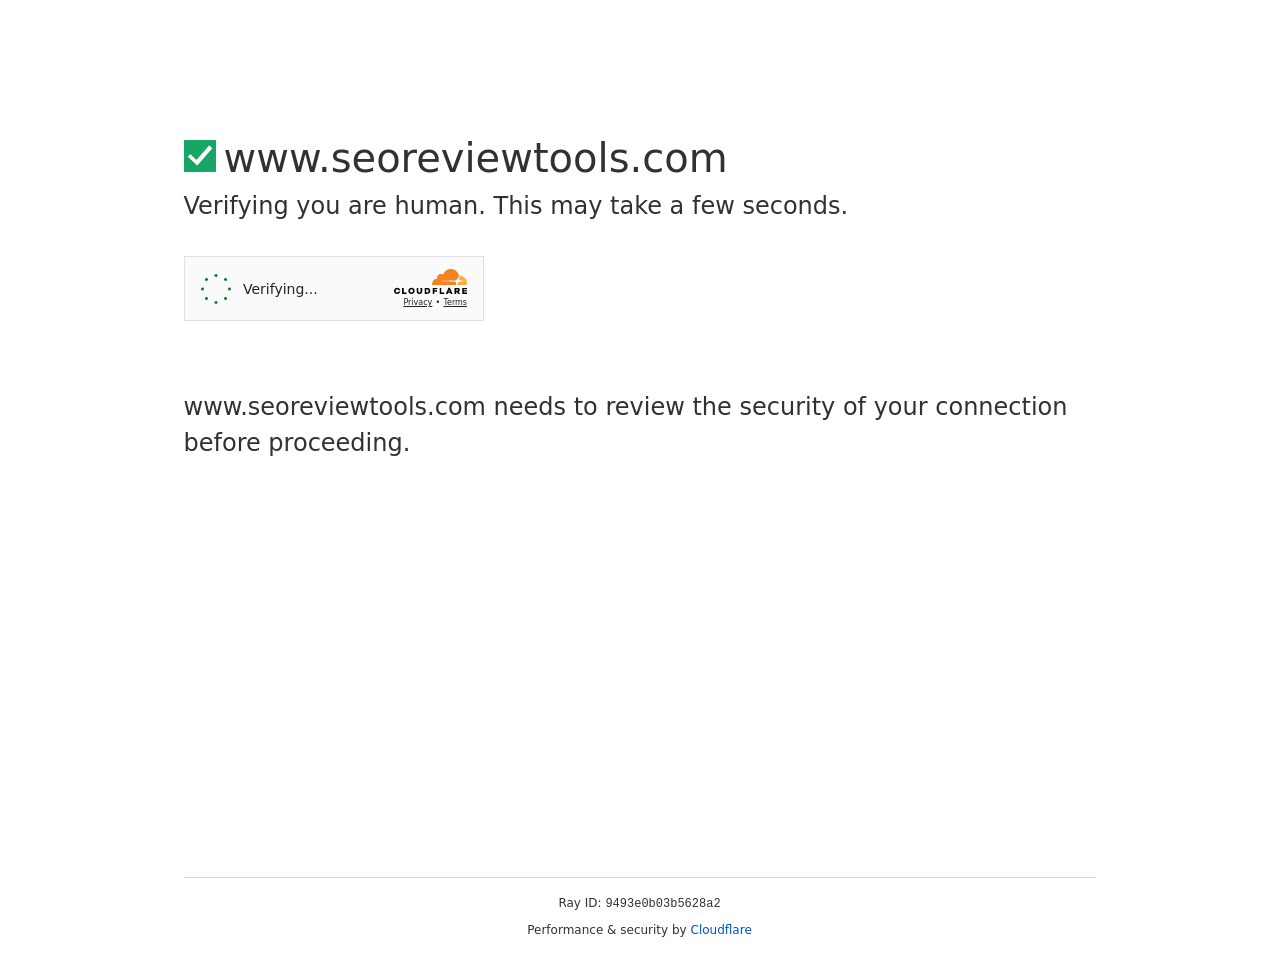 www.seoreviewtools.com
Verifying you are human. This may take a few seconds.
Verifying...
CLOUDFLARE
Privacy • Terms
www.seoreviewtools.com needs to review the security of your connection
before proceeding.
Ray ID: 9493e0b03b5628a2
Performance & security by Cloudflare